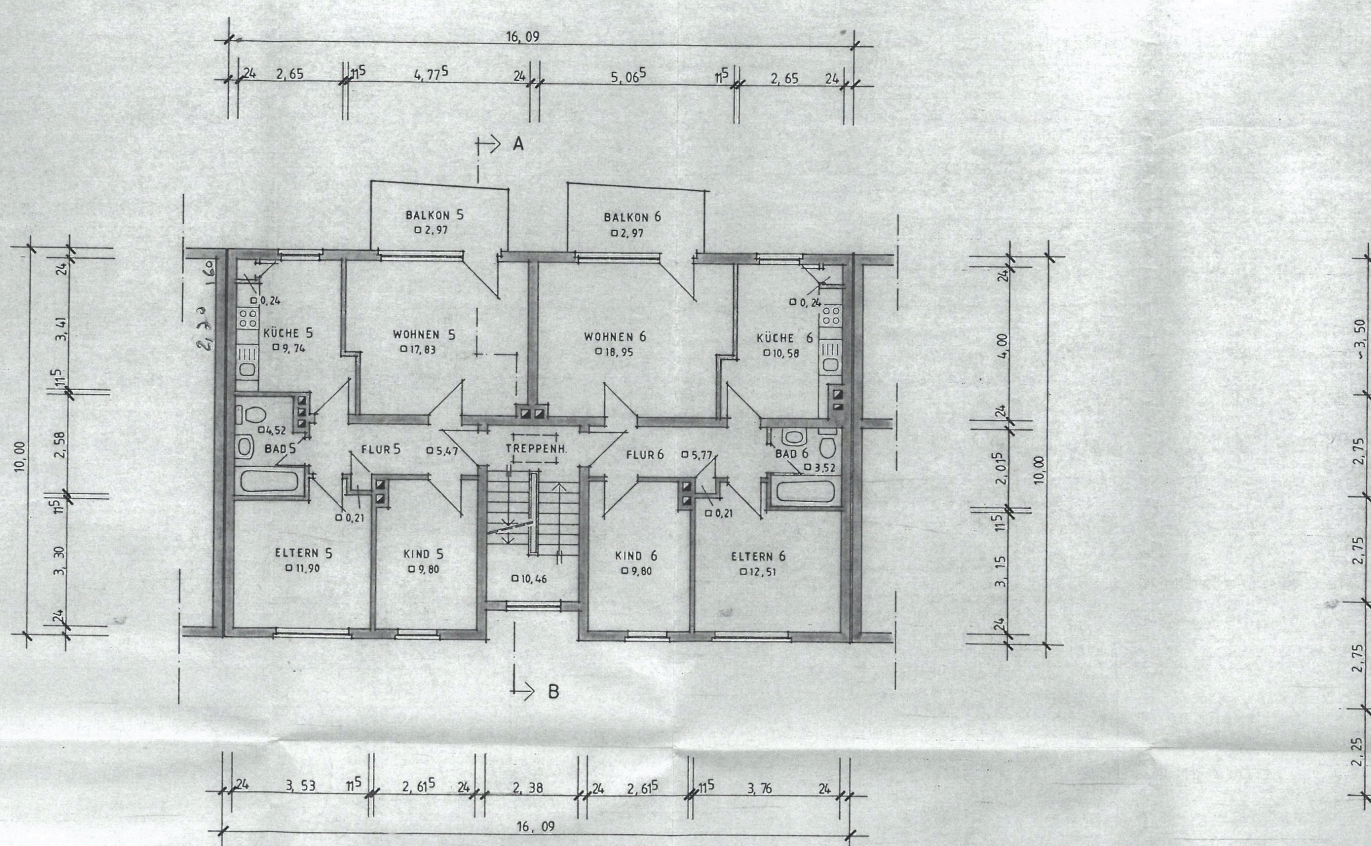 16,09
24 2,65 11⁵ 4,77⁵ 24 5,06⁵ 11⁵ 2,65 24
A
BALKON 5
□ 2,97
BALKON 6
□ 2,97
10,00
24
3,41
11⁵
2,58
11⁵
3,30
24
2,20 60
□ 0,24
KÜCHE 5
□ 9,74
WOHNEN 5
□ 17,83
WOHNEN 6
□ 18,95
□ 0,24
KÜCHE 6
□ 10,58
□ 4,52
BAD 5
FLUR 5 □ 5,47
TREPPENH.
FLUR 6 □ 5,77
BAD 6
□ 3,52
□ 0,21
□ 0,21
ELTERN 5
□ 11,90
KIND 5
□ 9,80
□ 10,46
KIND 6
□ 9,80
ELTERN 6
□ 12,51
24
4,00
24
2,01⁵
11⁵
3,15
24
10,00
3,50
2,75
2,75
2,75
2,25
B
24 3,53 11⁵ 2,61⁵ 24 2,38 24 2,61⁵ 11⁵ 3,76 24
16,09